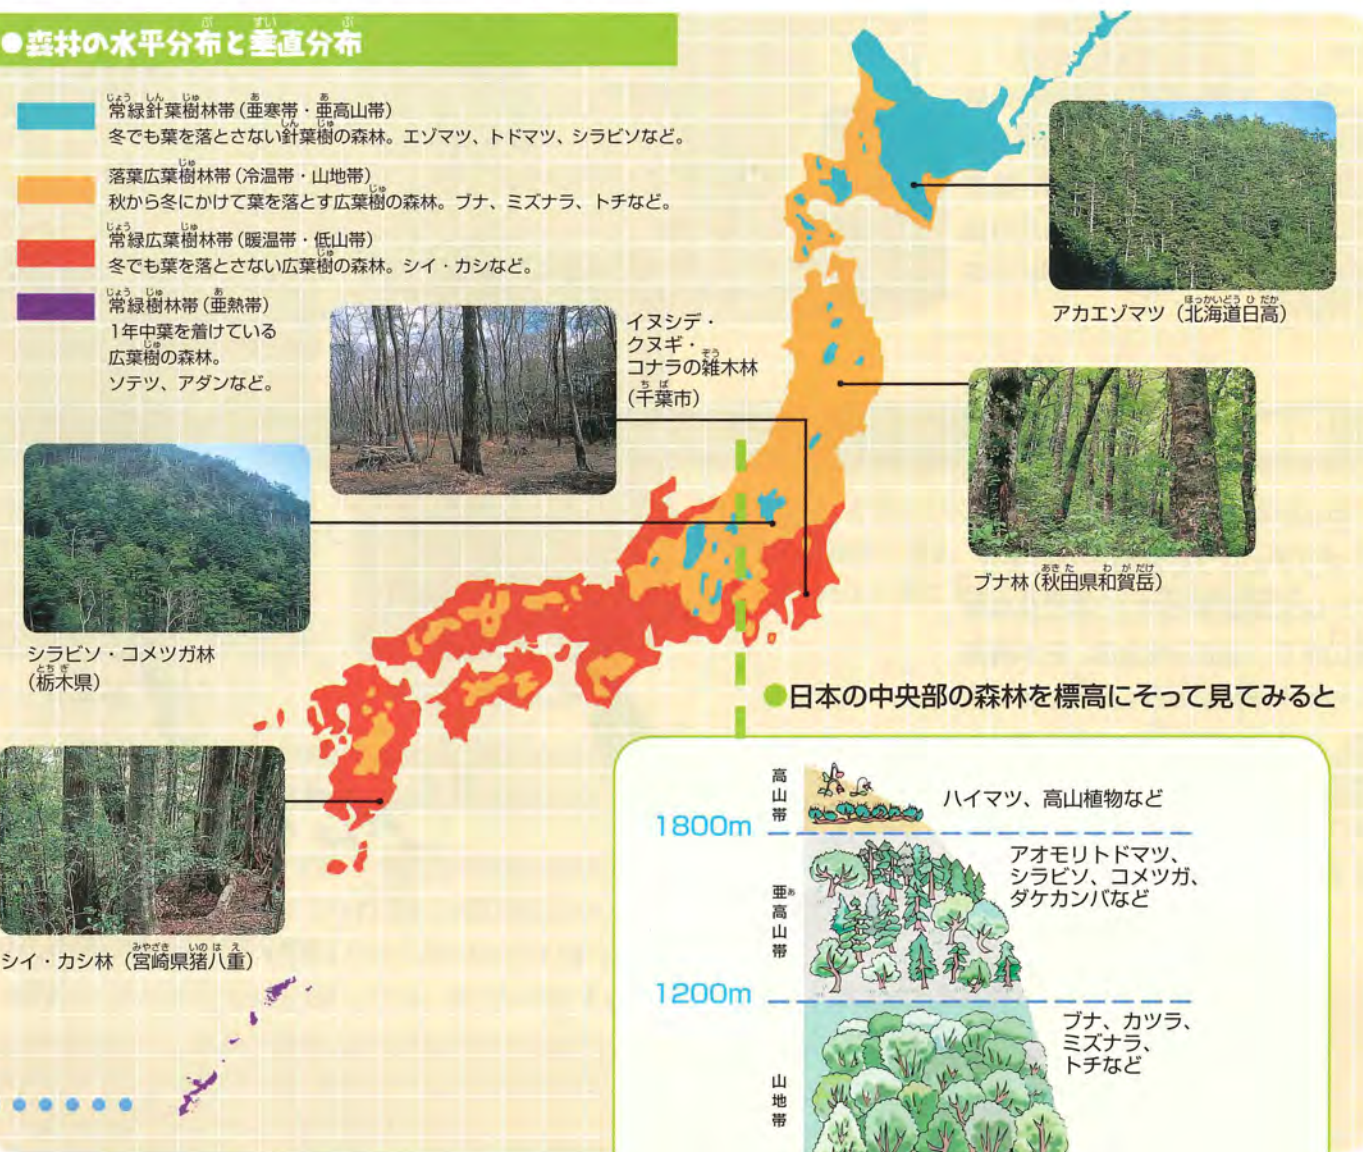 ●森林の水平分布と垂直分布
常緑針葉樹林帯（亜寒帯・亜高山帯）
冬でも葉を落とさない針葉樹の森林。エゾマツ、トドマツ、シラビソなど。
落葉広葉樹林帯（冷温帯・山地帯）
秋から冬にかけて葉を落とす広葉樹の森林。ブナ、ミズナラ、トチなど。
常緑広葉樹林帯（暖温帯・低山帯）
冬でも葉を落とさない広葉樹の森林。シイ・カシなど。
常緑樹林帯（亜熱帯）
1年中葉を着けている
広葉樹の森林。
ソテツ、アダンなど。
イヌシデ・
クヌギ・
コナラの雑木林
（千葉市）
アカエゾマツ（北海道日高）
ブナ林（秋田県和賀岳）
シラビソ・コメツガ林
（栃木県）
シイ・カシ林（宮崎県猪八重）
●日本の中央部の森林を標高にそって見てみると
高山帯
ハイマツ、高山植物など
1800m
亜高山帯
アオモリトドマツ、
シラビソ、コメツガ、
ダケカンバなど
1200m
山地帯
ブナ、カツラ、
ミズナラ、
トチなど